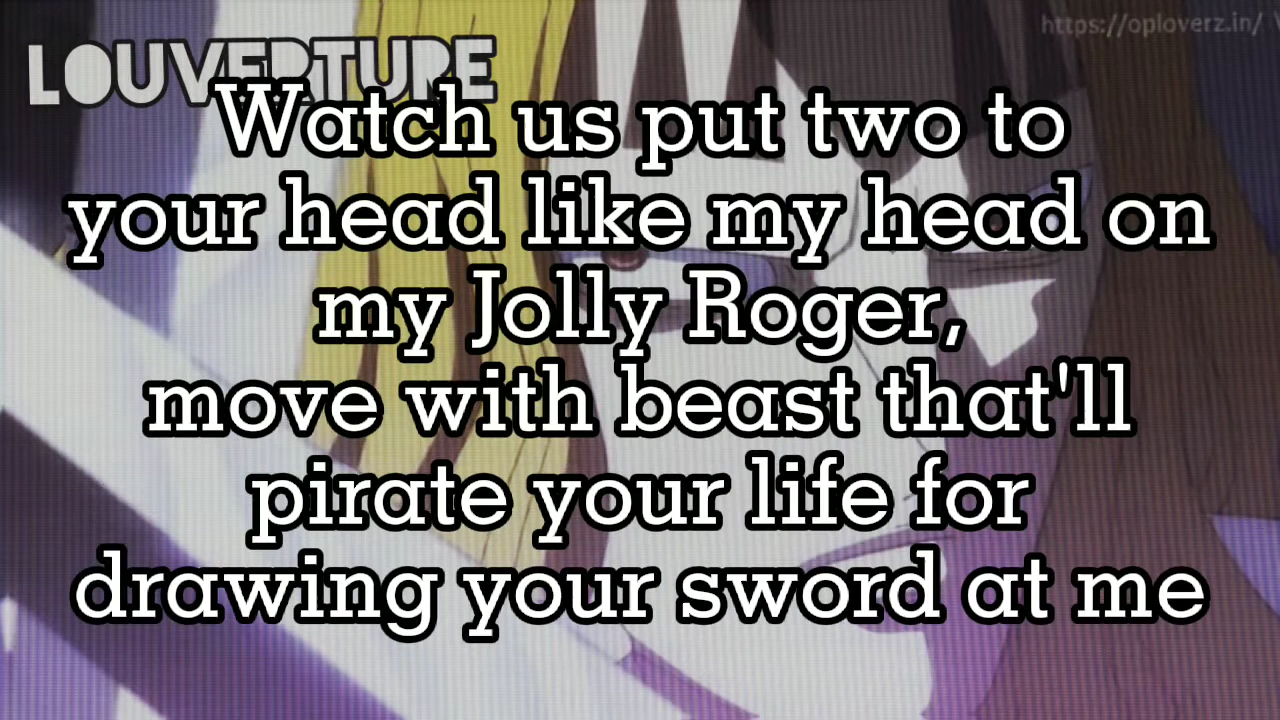 https://oploverz.in/
LOUVERTURE
Watch us put two to
your head like my head on
my Jolly Roger,
move with beast that'll
pirate your life for
drawing your sword at me